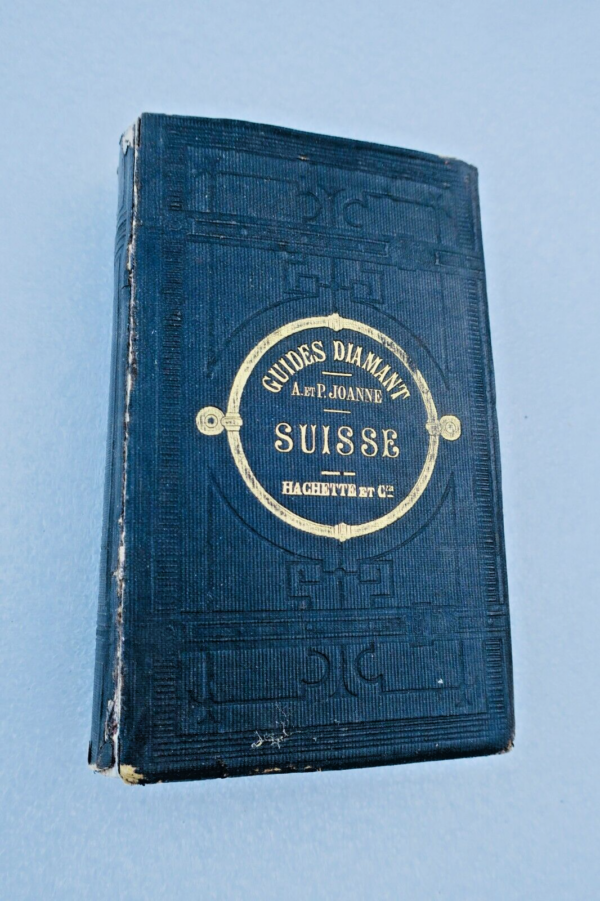 GUIDES DIAMANT
A. ET P. JOANNE
SUISSE
HACHETTE ET Cie